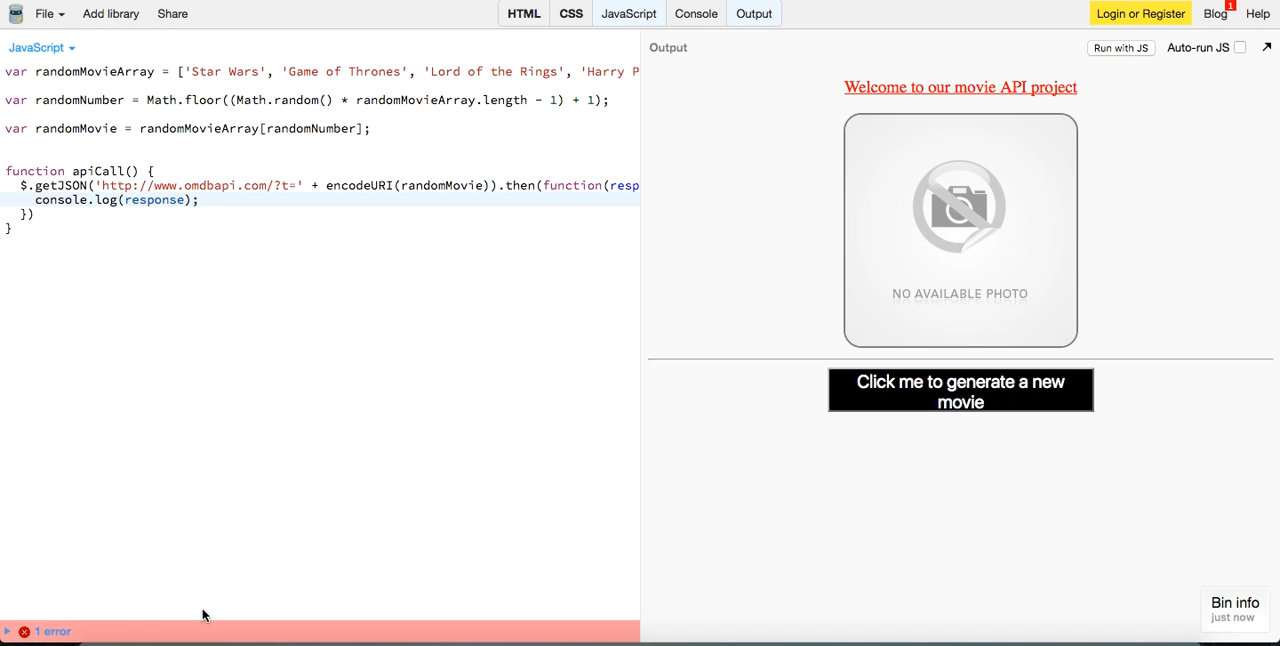 File Add library Share HTML CSS JavaScript Console Output Login or Register Blog 1 Help
JavaScript
var randomMovieArray = ['Star Wars', 'Game of Thrones', 'Lord of the Rings', 'Harry P
var randomNumber = Math.floor((Math.random() * randomMovieArray.length - 1) + 1);
var randomMovie = randomMovieArray[randomNumber];
function apiCall() {
$.getJSON('http://www.omdbapi.com/?t=' + encodeURI(randomMovie)).then(function(resp
console.log(response);
})
}
1 error
Output Run with JS Auto-run JS
Welcome to our movie API project
NO AVAILABLE PHOTO
Click me to generate a new
movie
Bin info
just now